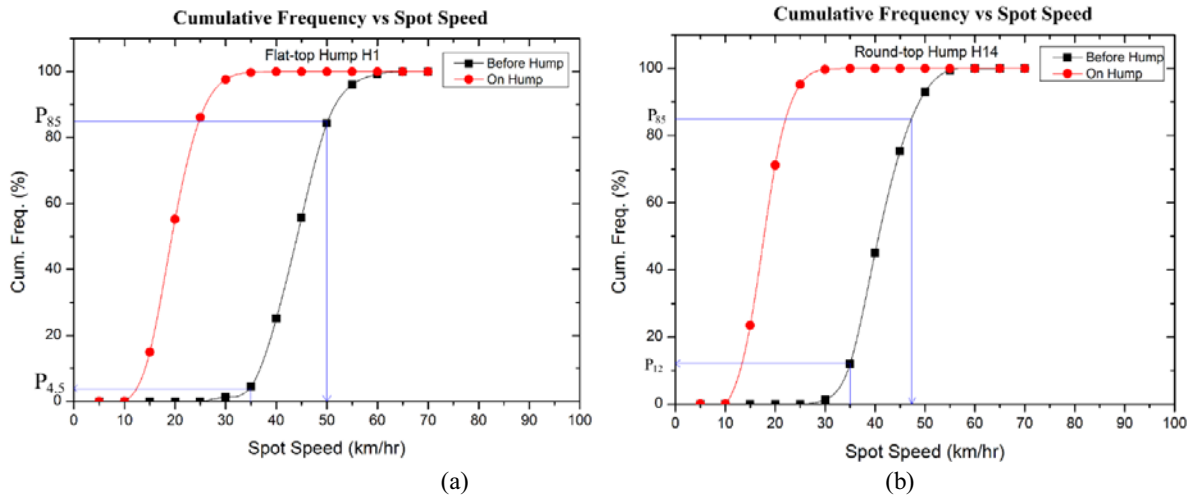 Cumulative Frequency vs Spot Speed
Flat-top Hump H1
Before Hump
On Hump
100
80
60
40
20
0
P85
P4.5
Cum. Freq. (%)
0 10 20 30 40 50 60 70 80 90 100
Spot Speed (km/hr)
(a)
Cumulative Frequency vs Spot Speed
Round-top Hump H14
Before Hump
On Hump
100
80
60
40
20
0
P85
P12
Cum. Freq. (%)
0 10 20 30 40 50 60 70 80 90 100
Spot Speed (km/hr)
(b)